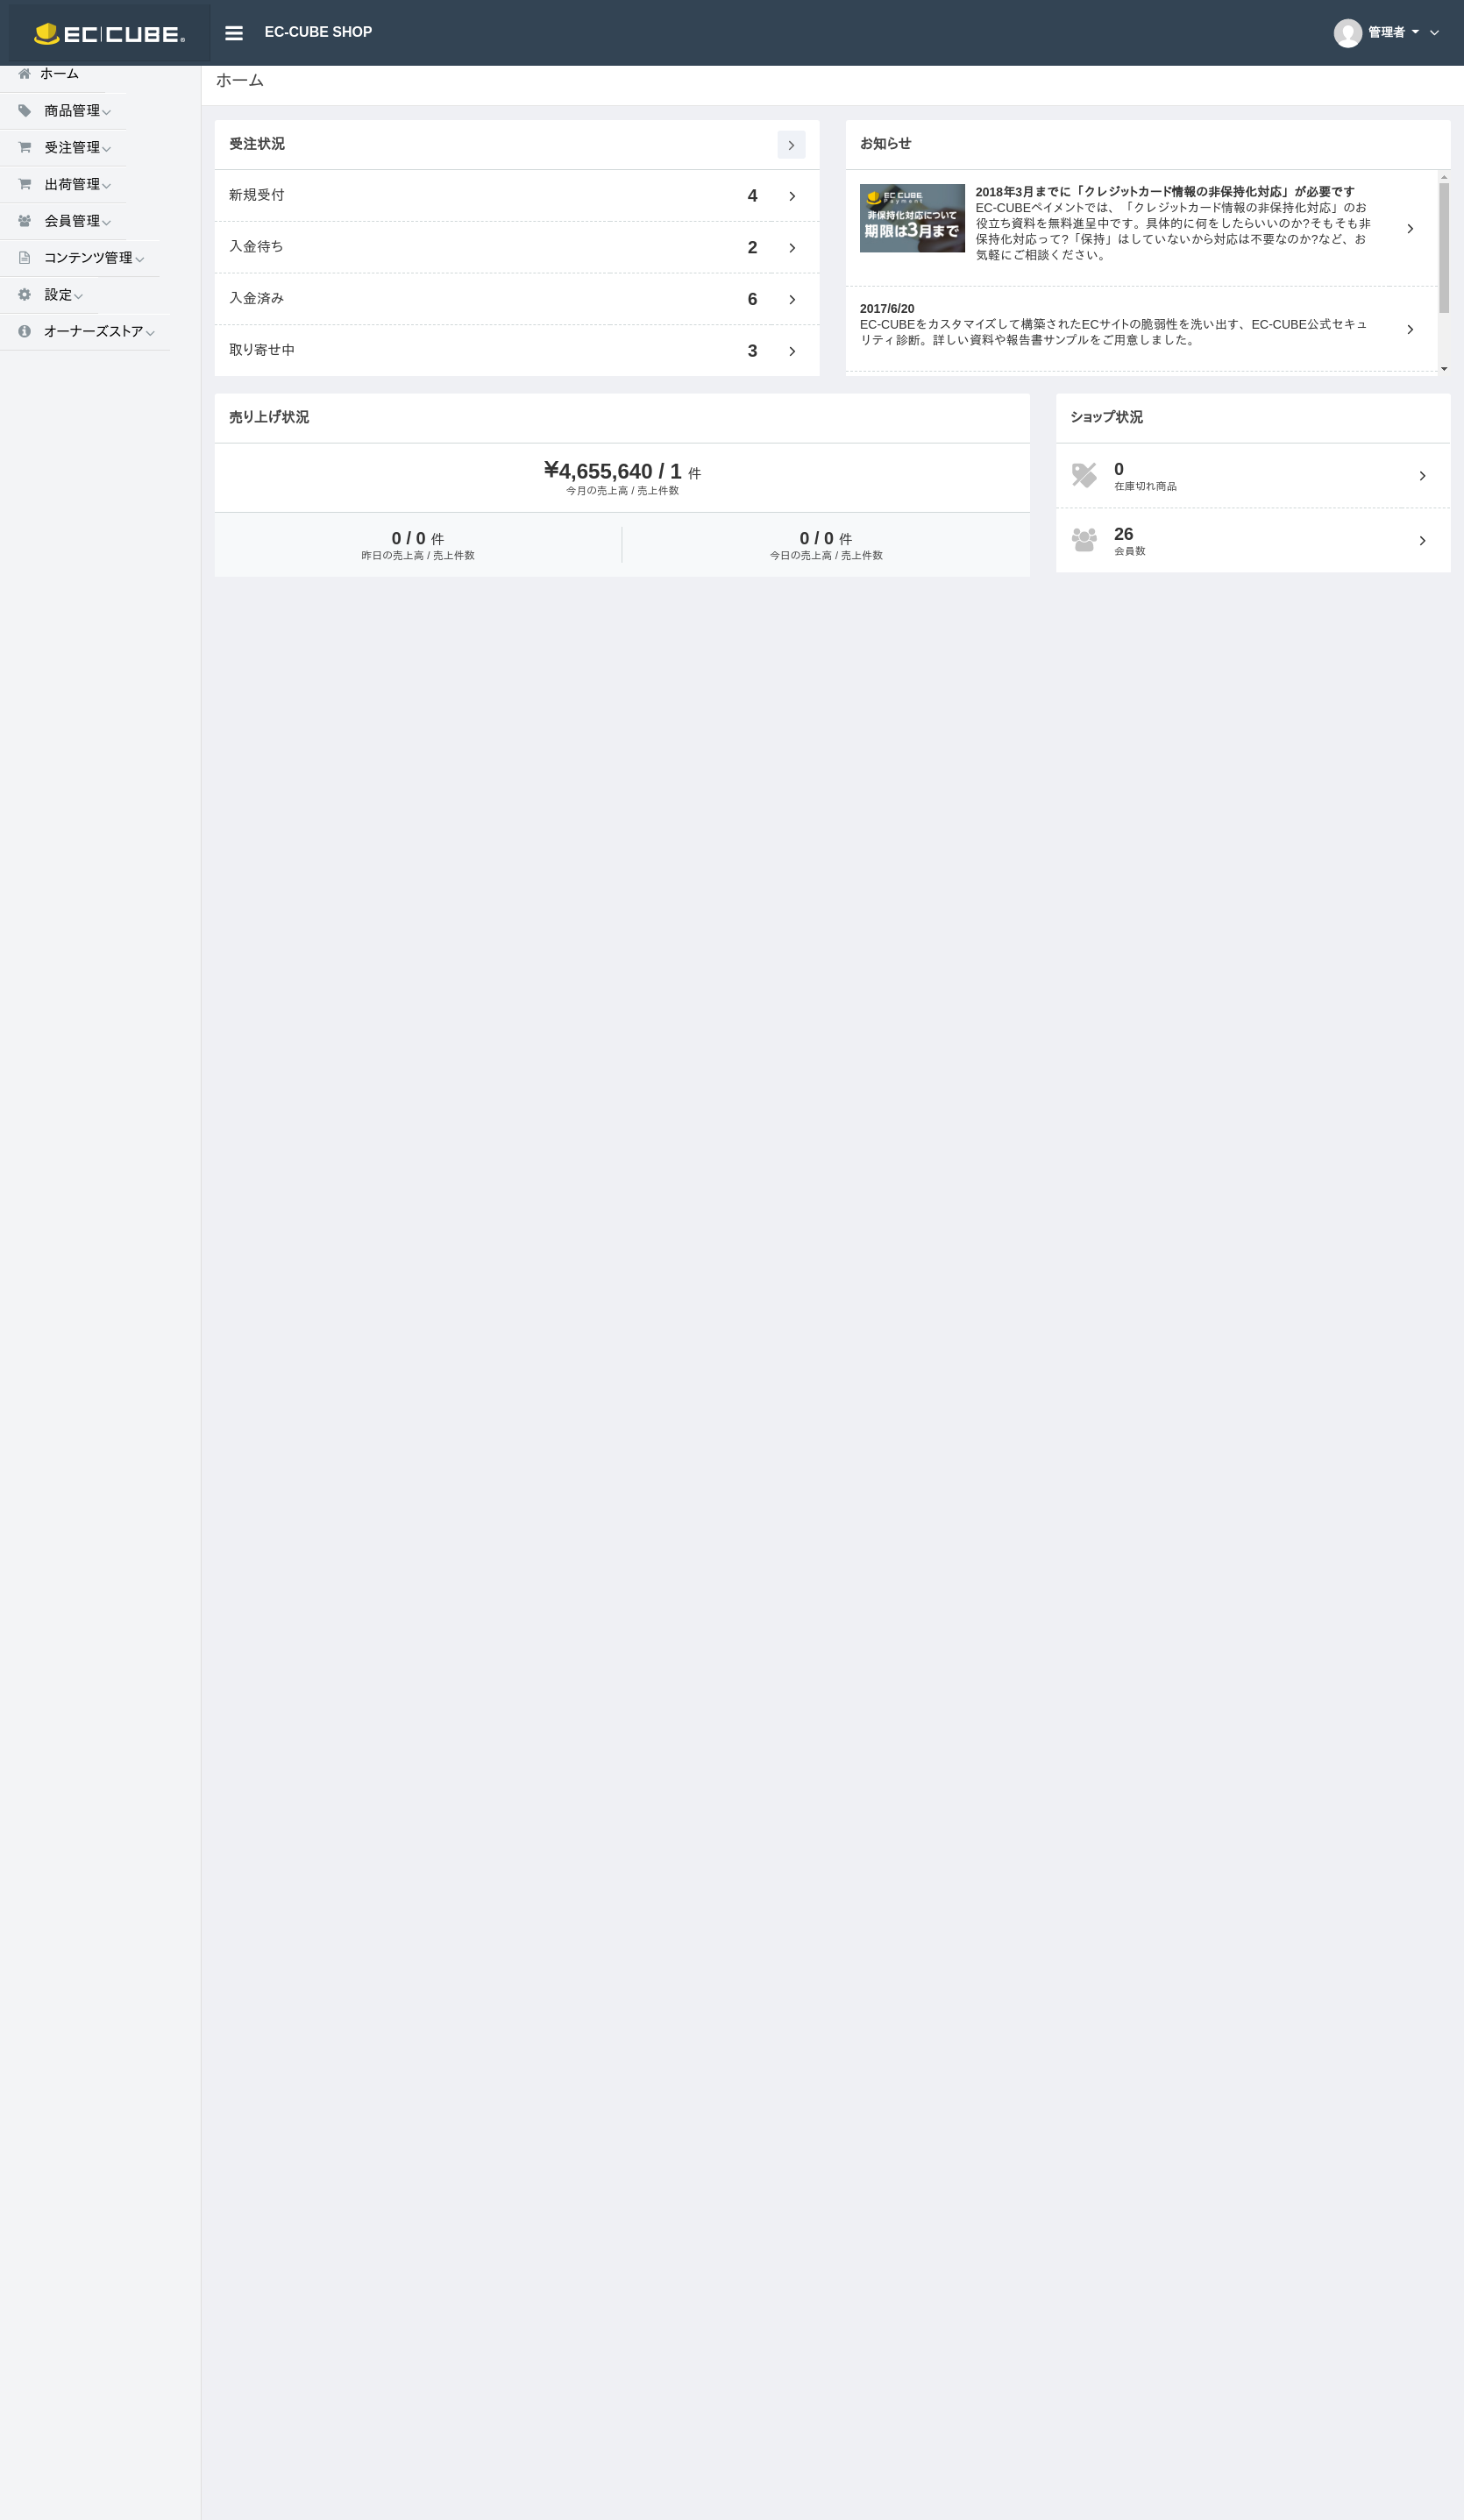 EC CUBE®
EC-CUBE SHOP
管理者
ホーム
商品管理
受注管理
出荷管理
会員管理
コンテンツ管理
設定
オーナーズストア
ホーム
受注状況
新規受付 4
入金待ち 2
入金済み 6
取り寄せ中 3
お知らせ
EC CUBE
Payment
非保持化対応について
期限は3月まで
2018年3月までに「クレジットカード情報の非保持化対応」が必要です
EC-CUBEペイメントでは、「クレジットカード情報の非保持化対応」のお
役立ち資料を無料進呈中です。具体的に何をしたらいいのか?そもそも非
保持化対応って?「保持」はしていないから対応は不要なのか?など、お
気軽にご相談ください。
2017/6/20
EC-CUBEをカスタマイズして構築されたECサイトの脆弱性を洗い出す、EC-CUBE公式セキュ
リティ診断。詳しい資料や報告書サンプルをご用意しました。
売り上げ状況
¥4,655,640 / 1 件
今月の売上高 / 売上件数
0 / 0 件
昨日の売上高 / 売上件数
0 / 0 件
今日の売上高 / 売上件数
ショップ状況
0
在庫切れ商品
26
会員数